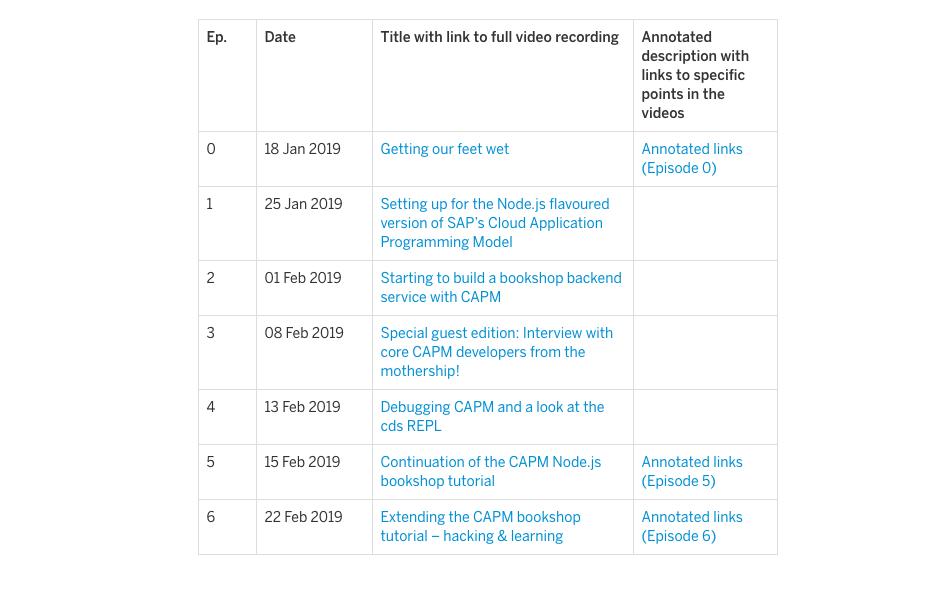 Ep.
Date
Title with link to full video recording
Annotated
description with
links to specific
points in the
videos
0
18 Jan 2019
Getting our feet wet
Annotated links
(Episode 0)
1
25 Jan 2019
Setting up for the Node.js flavoured
version of SAP's Cloud Application
Programming Model
2
01 Feb 2019
Starting to build a bookshop backend
service with CAPM
3
08 Feb 2019
Special guest edition: Interview with
core CAPM developers from the
mothership!
4
13 Feb 2019
Debugging CAPM and a look at the
cds REPL
5
15 Feb 2019
Continuation of the CAPM Node.js
bookshop tutorial
Annotated links
(Episode 5)
6
22 Feb 2019
Extending the CAPM bookshop
tutorial – hacking & learning
Annotated links
(Episode 6)